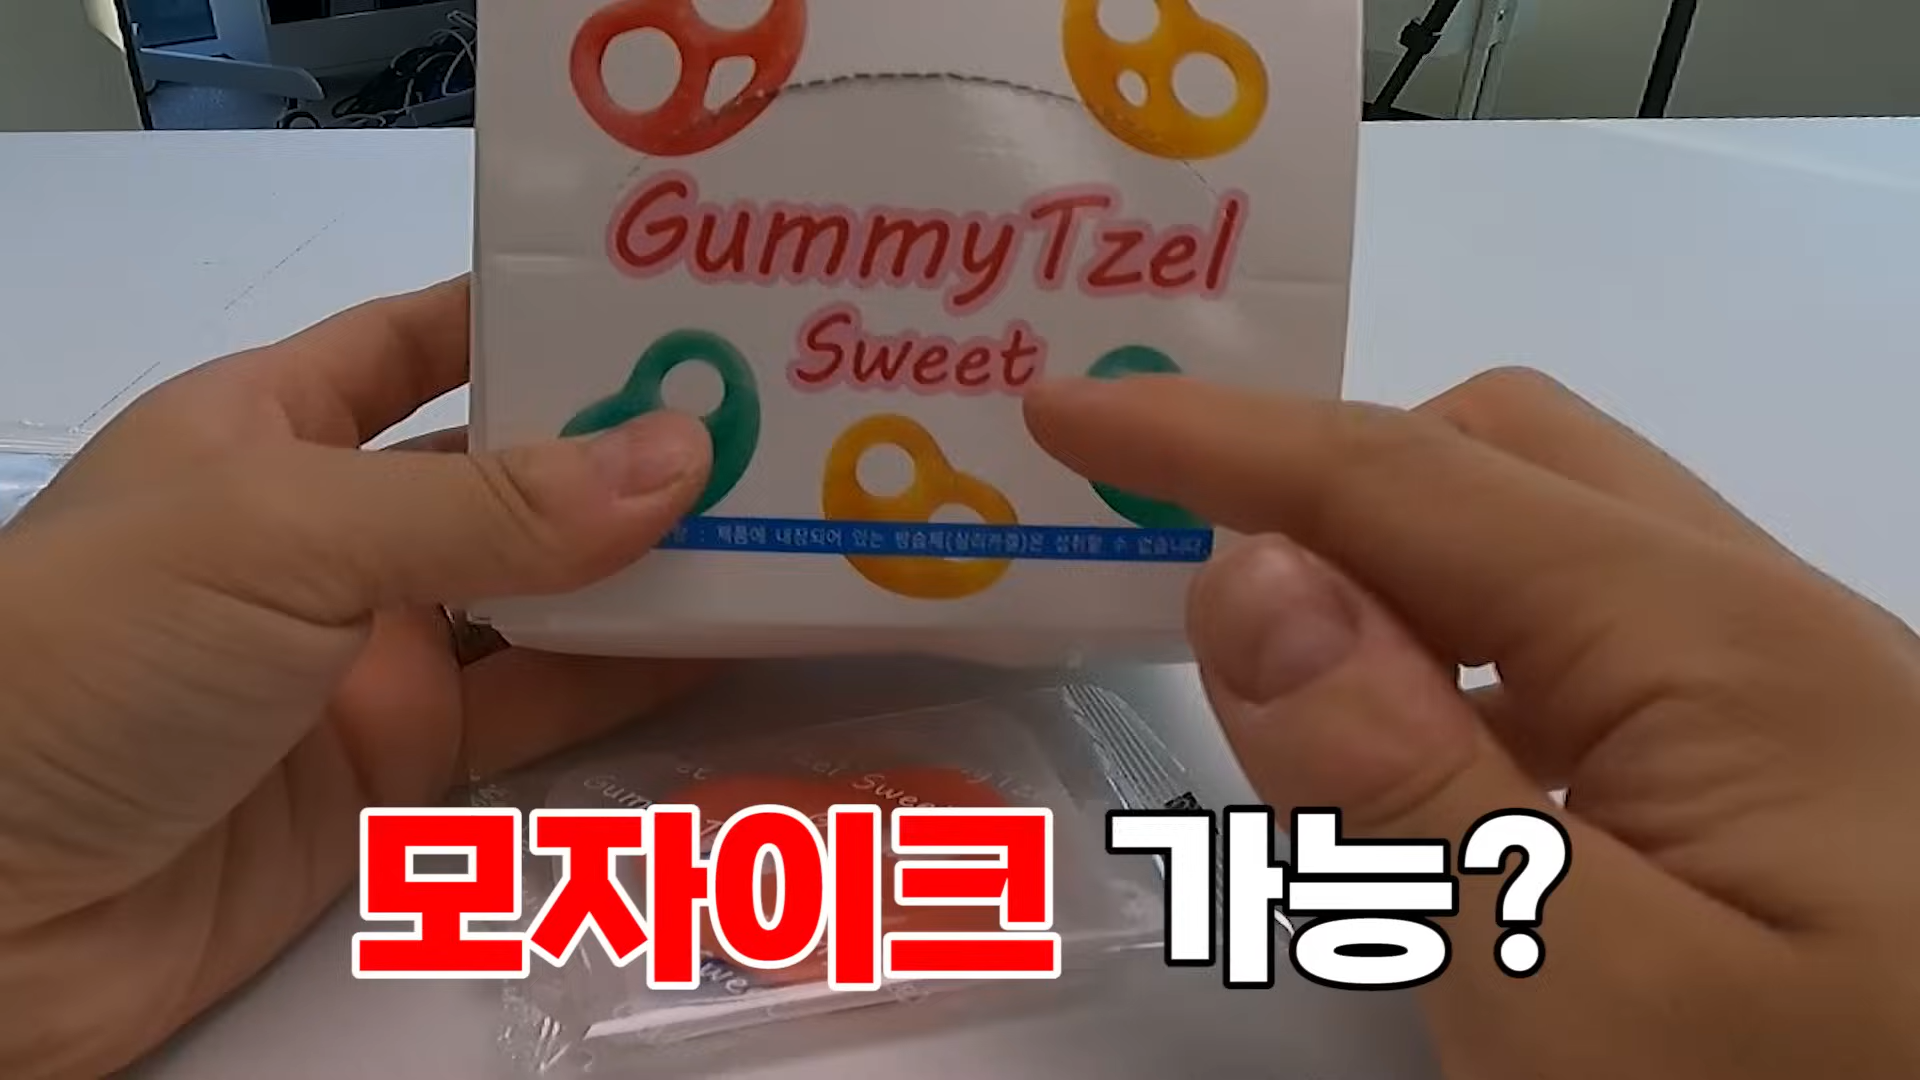 GummyTzel
Sweet
: 제품에 내장되어 있는 방습제(실리카겔)은 섭취할 수 없습니다.
모자이크 가능?